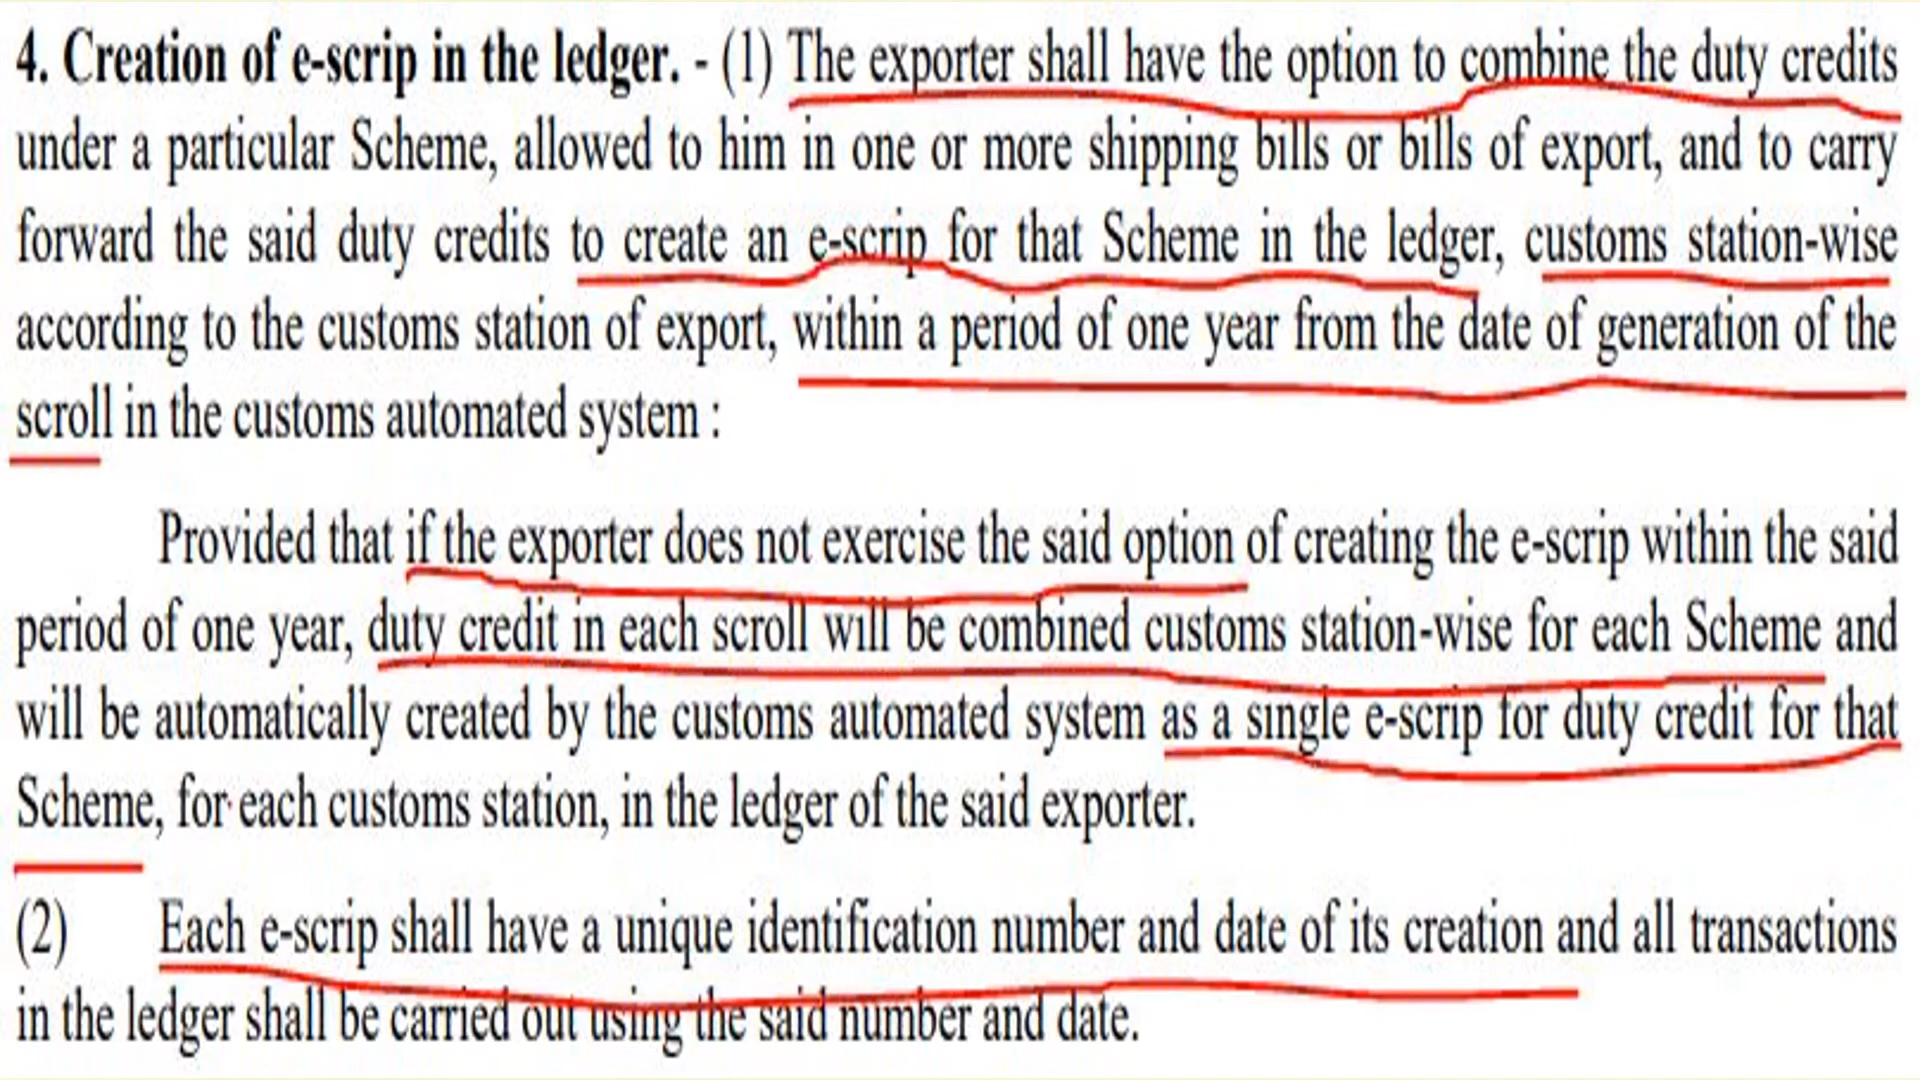 4. Creation of e-scrip in the ledger. - (1) The exporter shall have the option to combine the duty credits
under a particular Scheme, allowed to him in one or more shipping bills or bills of export, and to carry
forward the said duty credits to create an e-scrip for that Scheme in the ledger, customs station-wise
according to the customs station of export, within a period of one year from the date of generation of the
scroll in the customs automated system :
Provided that if the exporter does not exercise the said option of creating the e-scrip within the said
period of one year, duty credit in each scroll will be combined customs station-wise for each Scheme and
will be automatically created by the customs automated system as a single e-scrip for duty credit for that
Scheme, for each customs station, in the ledger of the said exporter.
(2) Each e-scrip shall have a unique identification number and date of its creation and all transactions
in the ledger shall be carried out using the said number and date.